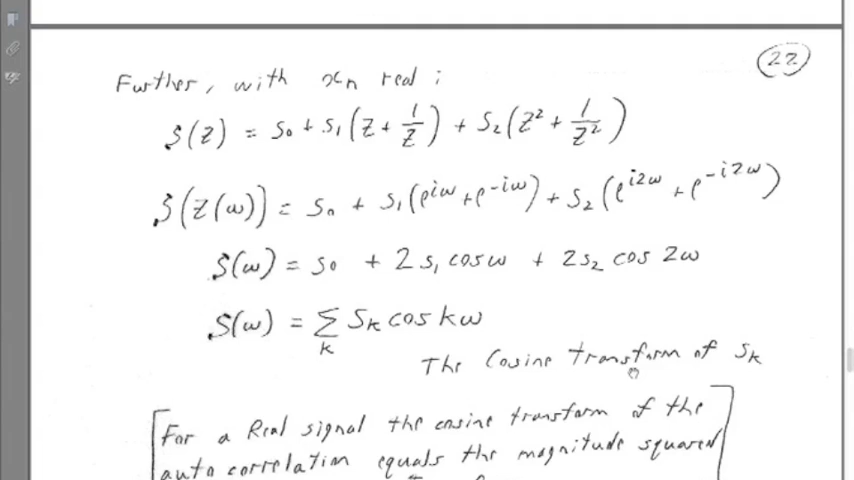 22
Further, with xn real :
S(Z) = s0 + s1(Z + 1/Z) + s2(Z² + 1/Z²)
S(Z(ω)) = s0 + s1(e^iω + e^-iω) + s2(e^i2ω + e^-i2ω)
S(ω) = s0 + 2s1 cos ω + 2s2 cos 2ω
S(ω) = Σk sk cos kω
The Cosine transform of sk
For a Real signal the cosine transform of the
auto correlation equals the magnitude squared